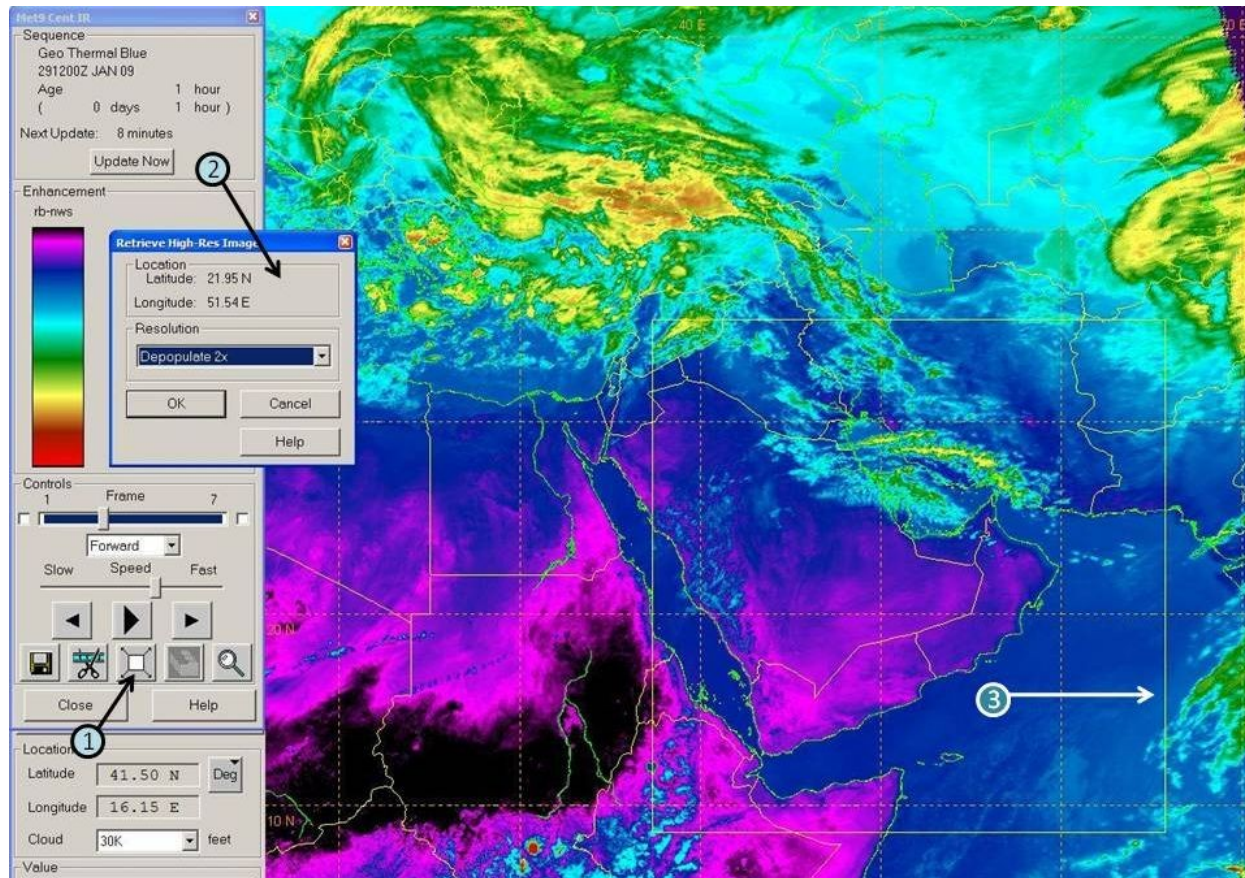 Met9 Cent IR
Sequence
Geo Thermal Blue
291200Z JAN 09
Age 1 hour
( 0 days 1 hour )
Next Update: 8 minutes
Update Now
Enhancement
rb-nws
2
Retrieve High-Res Image
Location
Latitude: 21.95 N
Longitude: 51.54 E
Resolution
Depopulate 2x
OK Cancel
Help
Controls
1 Frame 7
Forward
Slow Speed Fast
Close Help
1
Location
Latitude 41.50 N Deg
Longitude 16.15 E
Cloud 30K feet
Value
40 E
20 N
10 N
3